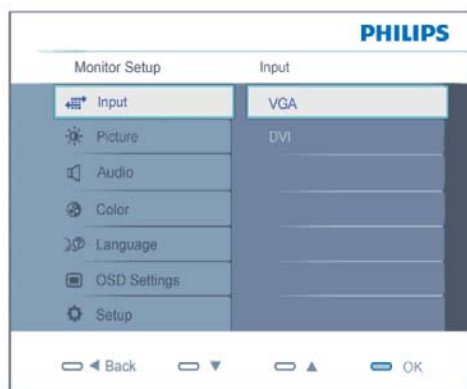 PHILIPS
Monitor Setup
Input
Input
VGA
Picture
DVI
Audio
Color
Language
OSD Settings
Setup
Back
OK